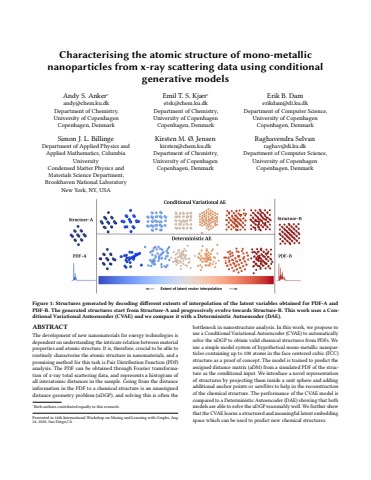 Characterising the atomic structure of mono-metallic
nanoparticles from x-ray scattering data using conditional
generative models
Andy S. Anker*
andy@chem.ku.dk
Department of Chemistry,
University of Copenhagen
Copenhagen, Denmark
Emil T. S. Kjær*
etsk@chem.ku.dk
Department of Chemistry,
University of Copenhagen
Copenhagen, Denmark
Erik B. Dam
erikdam@di.ku.dk
Department of Computer Science,
University of Copenhagen
Copenhagen, Denmark
Simon J. L. Billinge
Department of Applied Physics and
Applied Mathematics, Columbia
University
Condensed Matter Physics and
Materials Science Department,
Brookhaven National Laboratory
New York, NY, USA
Kirsten M. Ø. Jensen
kirsten@chem.ku.dk
Department of Chemistry,
University of Copenhagen
Copenhagen, Denmark
Raghavendra Selvan
raghav@di.ku.dk
Department of Computer Science,
University of Copenhagen
Copenhagen, Denmark
Conditional Variational AE
Structure-A
Structure-B
Deterministic AE
PDF-A
PDF-B
Extent of latent vector interpolation
Figure 1: Structures generated by decoding different extents of interpolation of the latent variables obtained for PDF-A and
PDF-B. The generated structures start from Structure-A and progressively evolve towards Structure-B. This work uses a Con-
ditional Variational Autoencoder (CVAE) and we compare it with a Deterministic Autoencoder (DAE).
ABSTRACT
The development of new nanomaterials for energy technologies is
dependent on understanding the intricate relation between material
properties and atomic structure. It is, therefore, crucial to be able to
routinely characterise the atomic structure in nanomaterials, and a
promising method for this task is Pair Distribution Function (PDF)
analysis. The PDF can be obtained through Fourier transforma-
tion of x-ray total scattering data, and represents a histogram of
all interatomic distances in the sample. Going from the distance
information in the PDF to a chemical structure is an unassigned
distance geometry problem (uDGP), and solving this is often the
*Both authors contributed equally to this research.
Presented in 16th International Workshop on Mining and Learning with Graphs, Aug
24, 2020, San Diego CA
bottleneck in nanostructure analysis. In this work, we propose to
use a Conditional Variational Autoencoder (CVAE) to automatically
solve the uDGP to obtain valid chemical structures from PDFs. We
use a simple model system of hypothetical mono-metallic nanopar-
ticles containing up to 100 atoms in the face centered cubic (FCC)
structure as a proof of concept. The model is trained to predict the
assigned distance matrix (aDM) from a simulated PDF of the struc-
ture as the conditional input. We introduce a novel representation
of structures by projecting them inside a unit sphere and adding
additional anchor points or satellites to help in the reconstruction
of the chemical structure. The performance of the CVAE model is
compared to a Deterministic Autoencoder (DAE) showing that both
models are able to solve the uDGP reasonably well. We further show
that the CVAE learns a structured and meaningful latent embedding
space which can be used to predict new chemical structures.